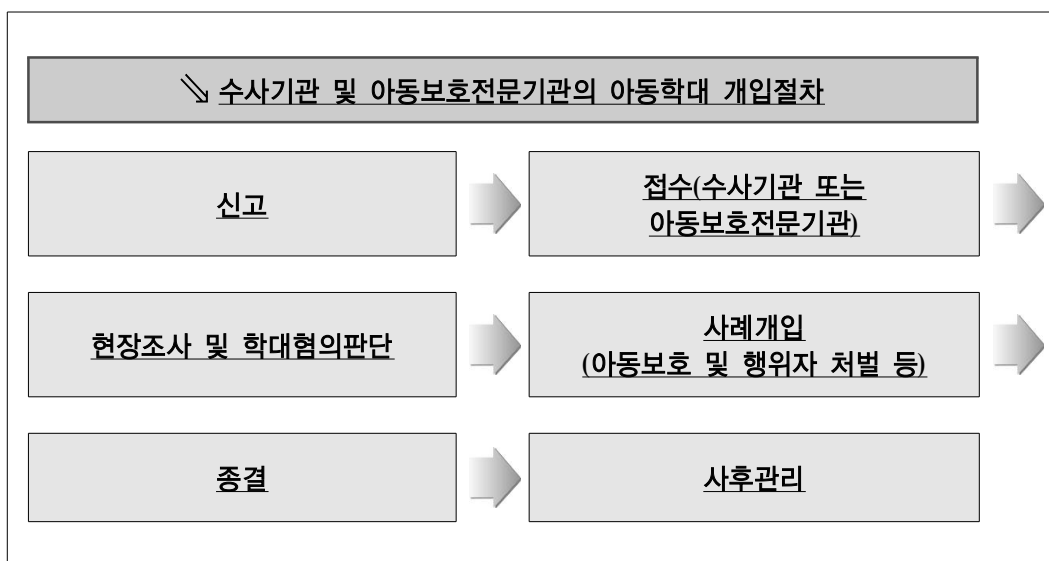 ⇘ 수사기관 및 아동보호전문기관의 아동학대 개입절차
신고
접수(수사기관 또는
아동보호전문기관)
현장조사 및 학대혐의판단
사례개입
(아동보호 및 행위자 처벌 등)
종결
사후관리